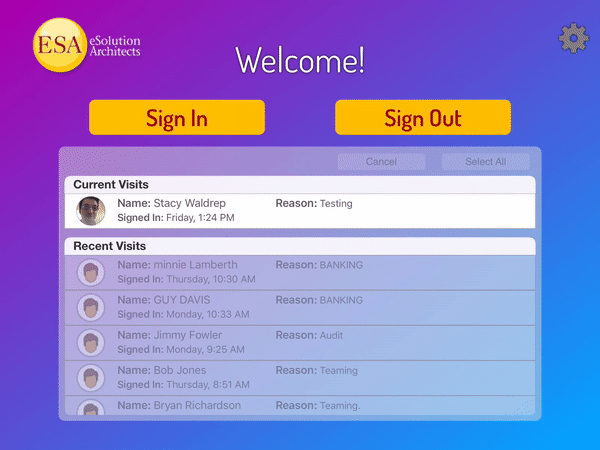 ESA eSolution
Architects
Welcome!
Sign In
Sign Out
Cancel
Select All
Current Visits
Name: Stacy Waldrep
Reason: Testing
Signed In: Friday, 1:24 PM
Recent Visits
Name: minnie Lamberth
Reason: BANKING
Signed In: Thursday, 10:30 AM
Name: GUY DAVIS
Reason: BANKING
Signed In: Monday, 10:33 AM
Name: Jimmy Fowler
Reason: Audit
Signed In: Monday, 9:25 AM
Name: Bob Jones
Reason: Teaming
Signed In: Thursday, 8:51 AM
Name: Bryan Richardson
Reason: Teaming.